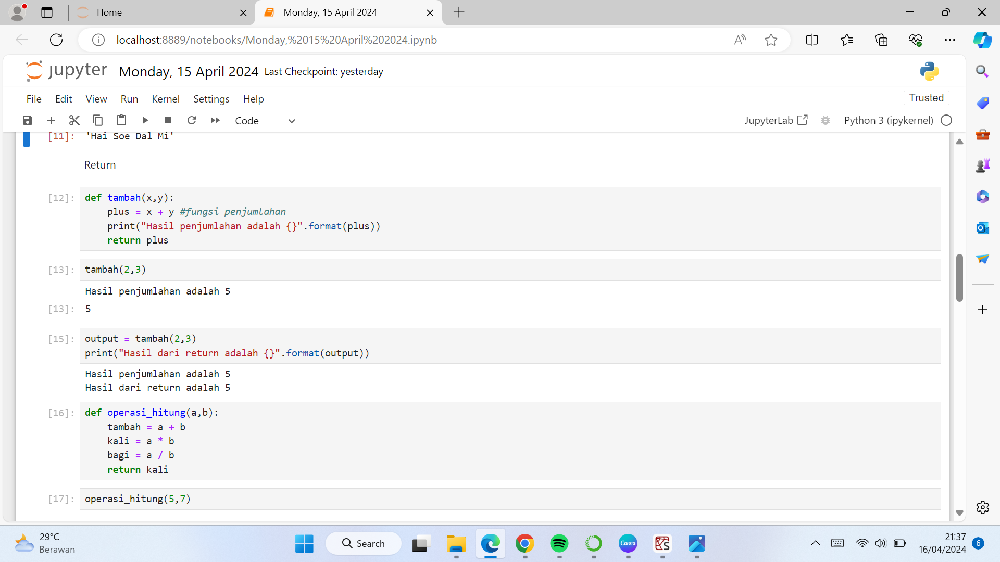 Home
Monday, 15 April 2024
localhost:8889/notebooks/Monday,%2015%20April%202024.ipynb
jupyter Monday, 15 April 2024 Last Checkpoint: yesterday
File Edit View Run Kernel Settings Help
Trusted
Code
JupyterLab
Python 3 (ipykernel)
[11]: 'Hai Soe Dal Mi'
Return
[12]: def tambah(x,y):
    plus = x + y #fungsi penjumlahan
    print("Hasil penjumlahan adalah {}".format(plus))
    return plus
[13]: tambah(2,3)
Hasil penjumlahan adalah 5
[13]: 5
[15]: output = tambah(2,3)
print("Hasil dari return adalah {}".format(output))
Hasil penjumlahan adalah 5
Hasil dari return adalah 5
[16]: def operasi_hitung(a,b):
    tambah = a + b
    kali = a * b
    bagi = a / b
    return kali
[17]: operasi_hitung(5,7)
29°C
Berawan
Search
Canva
21:37
16/04/2024
6